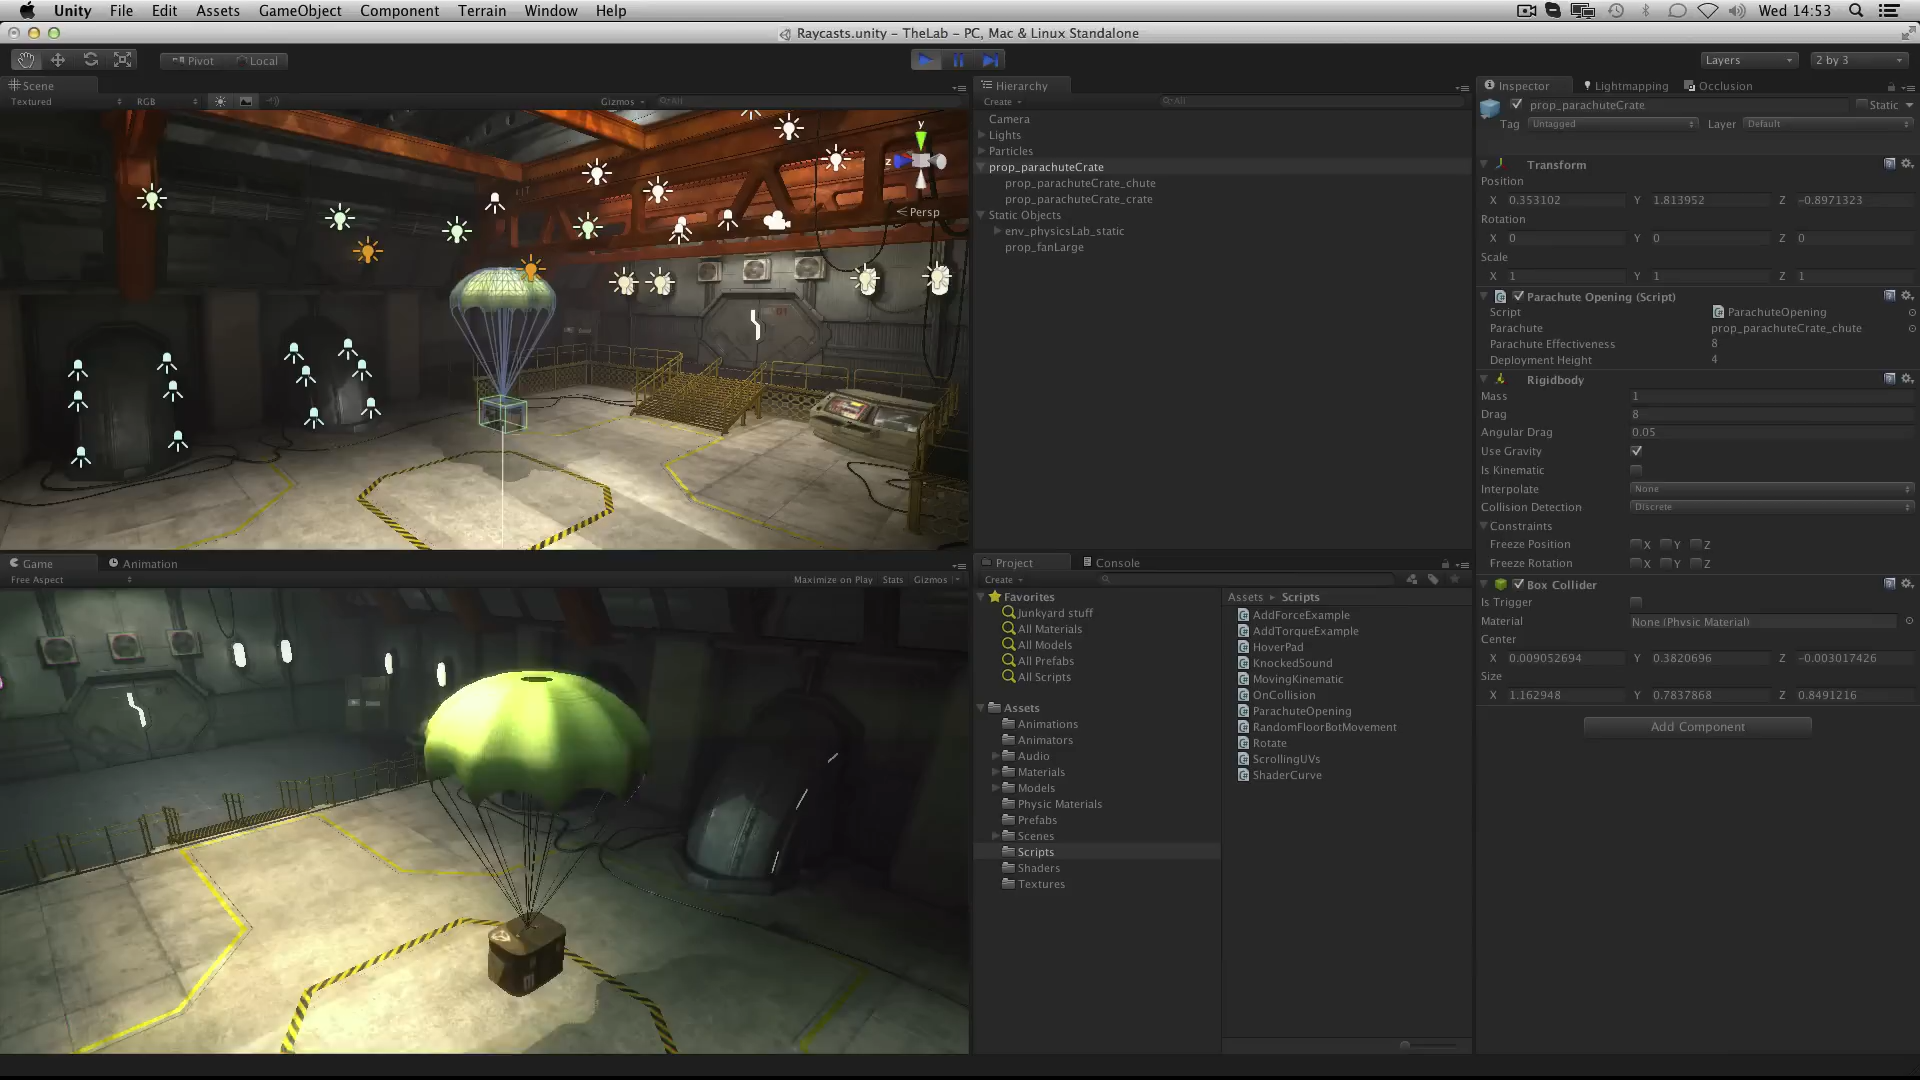 Unity File Edit Assets GameObject Component Terrain Window Help Wed 14:53
Raycasts.unity – TheLab – PC, Mac & Linux Standalone
Pivot Local Layers 2 by 3
Scene
Textured RGB Gizmos All
y
z
Persp
Hierarchy
Create All
Camera
Lights
Particles
prop_parachuteCrate
prop_parachuteCrate_chute
prop_parachuteCrate_crate
Static Objects
env_physicsLab_static
prop_fanLarge
Game Animation
Free Aspect Maximize on Play Stats Gizmos
Project Console
Create
Favorites
Junkyard stuff
All Materials
All Models
All Prefabs
All Scripts
Assets
Animations
Animators
Audio
Materials
Models
Physic Materials
Prefabs
Scenes
Scripts
Shaders
Textures
Assets ▸ Scripts
AddForceExample
AddTorqueExample
HoverPad
KnockedSound
MovingKinematic
OnCollision
ParachuteOpening
RandomFloorBotMovement
Rotate
ScrollingUVs
ShaderCurve
Inspector Lightmapping Occlusion
prop_parachuteCrate Static
Tag Untagged Layer Default
Transform
Position
X 0.353102 Y 1.813952 Z -0.8971323
Rotation
X 0 Y 0 Z 0
Scale
X 1 Y 1 Z 1
Parachute Opening (Script)
Script ParachuteOpening
Parachute prop_parachuteCrate_chute
Parachute Effectiveness 8
Deployment Height 4
Rigidbody
Mass 1
Drag 8
Angular Drag 0.05
Use Gravity
Is Kinematic
Interpolate None
Collision Detection Discrete
Constraints
Freeze Position X Y Z
Freeze Rotation X Y Z
Box Collider
Is Trigger
Material None (Physic Material)
Center
X 0.009052694 Y 0.3820696 Z -0.003017426
Size
X 1.162948 Y 0.7837868 Z 0.8491216
Add Component